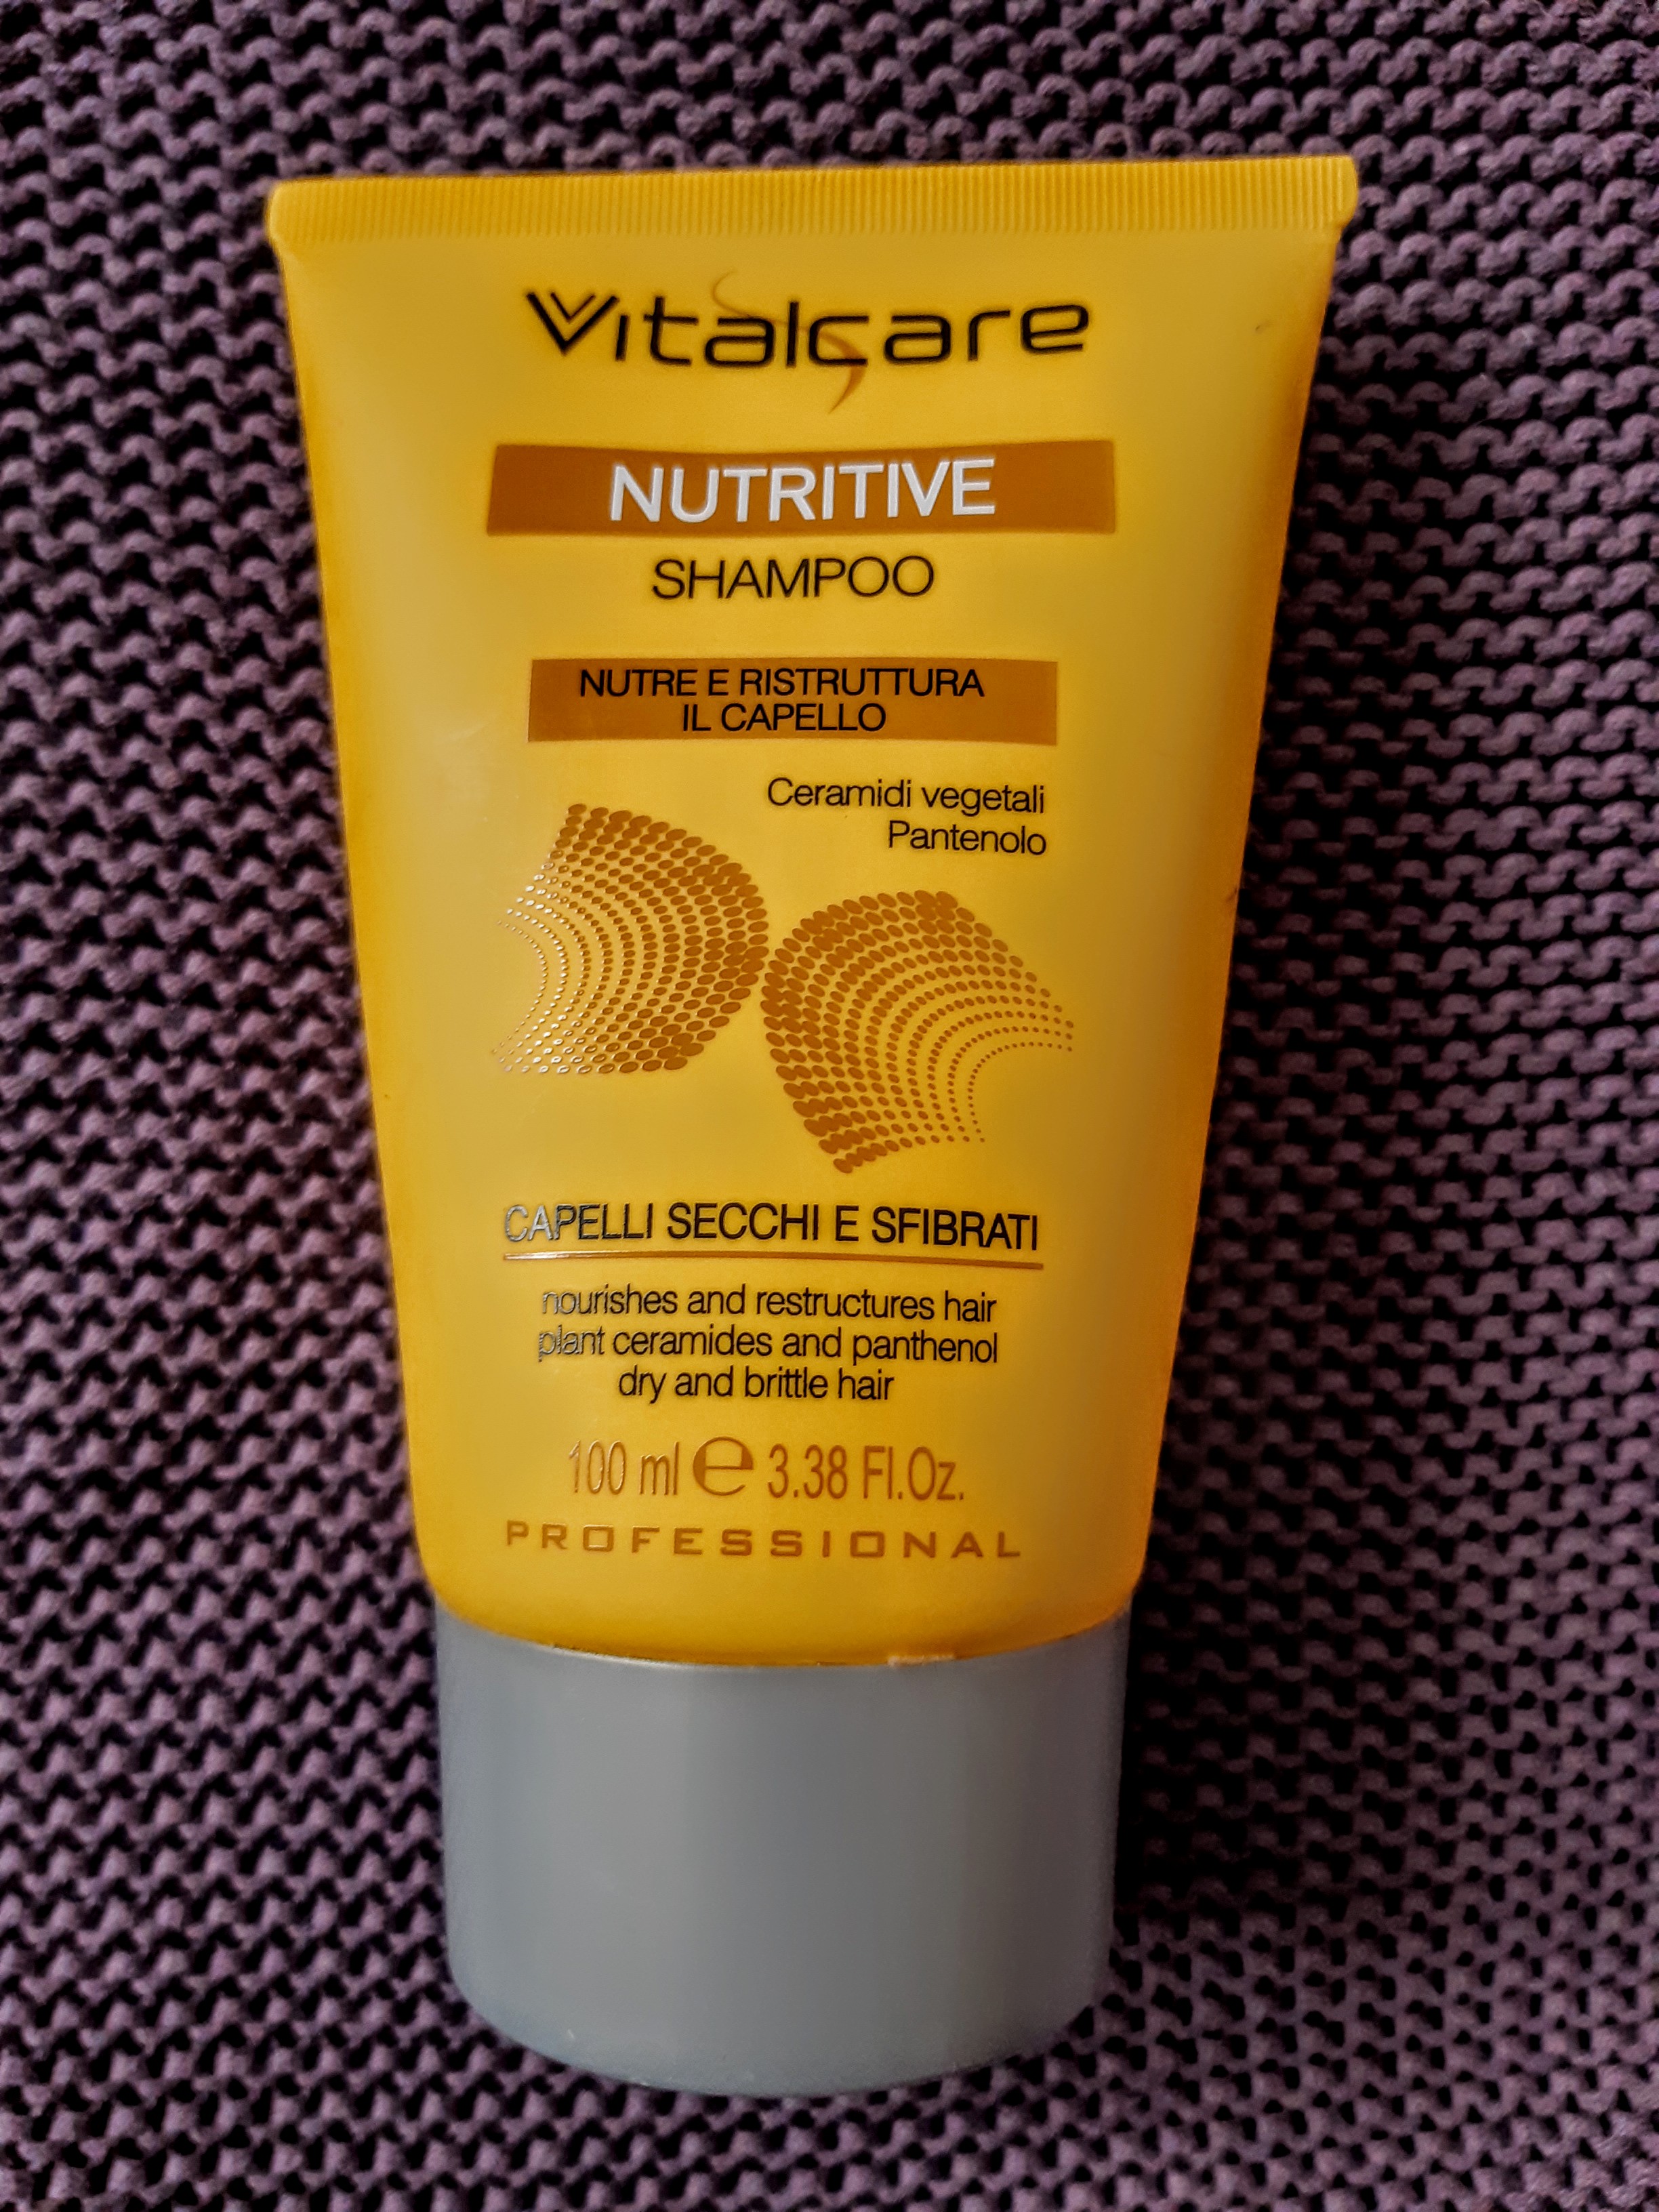 Vitalcare
NUTRITIVE
SHAMPOO
NUTRE E RISTRUTTURA
IL CAPELLO
Ceramidi vegetali
Pantenolo
CAPELLI SECCHI E SFIBRATI
nourishes and restructures hair
plant ceramides and panthenol
dry and brittle hair
100 ml ℮ 3.38 Fl.Oz.
PROFESSIONAL